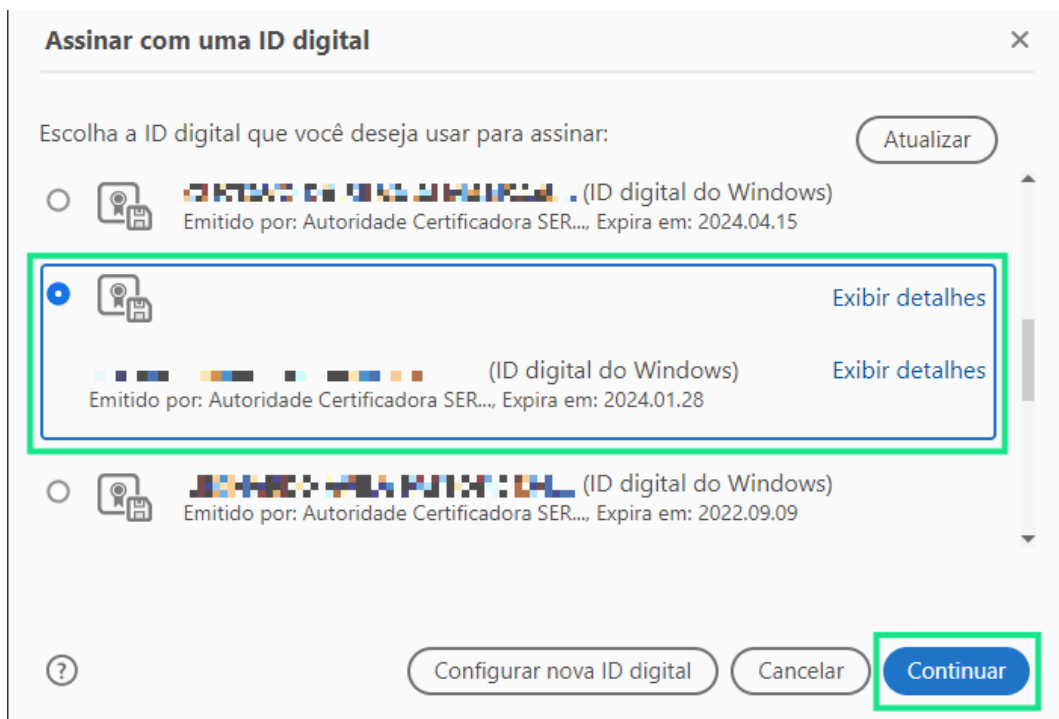 Assinar com uma ID digital
Escolha a ID digital que você deseja usar para assinar:
Atualizar
(ID digital do Windows)
Emitido por: Autoridade Certificadora SER..., Expira em: 2024.04.15
Exibir detalhes
(ID digital do Windows) Exibir detalhes
Emitido por: Autoridade Certificadora SER..., Expira em: 2024.01.28
(ID digital do Windows)
Emitido por: Autoridade Certificadora SER..., Expira em: 2022.09.09
? Configurar nova ID digital Cancelar Continuar